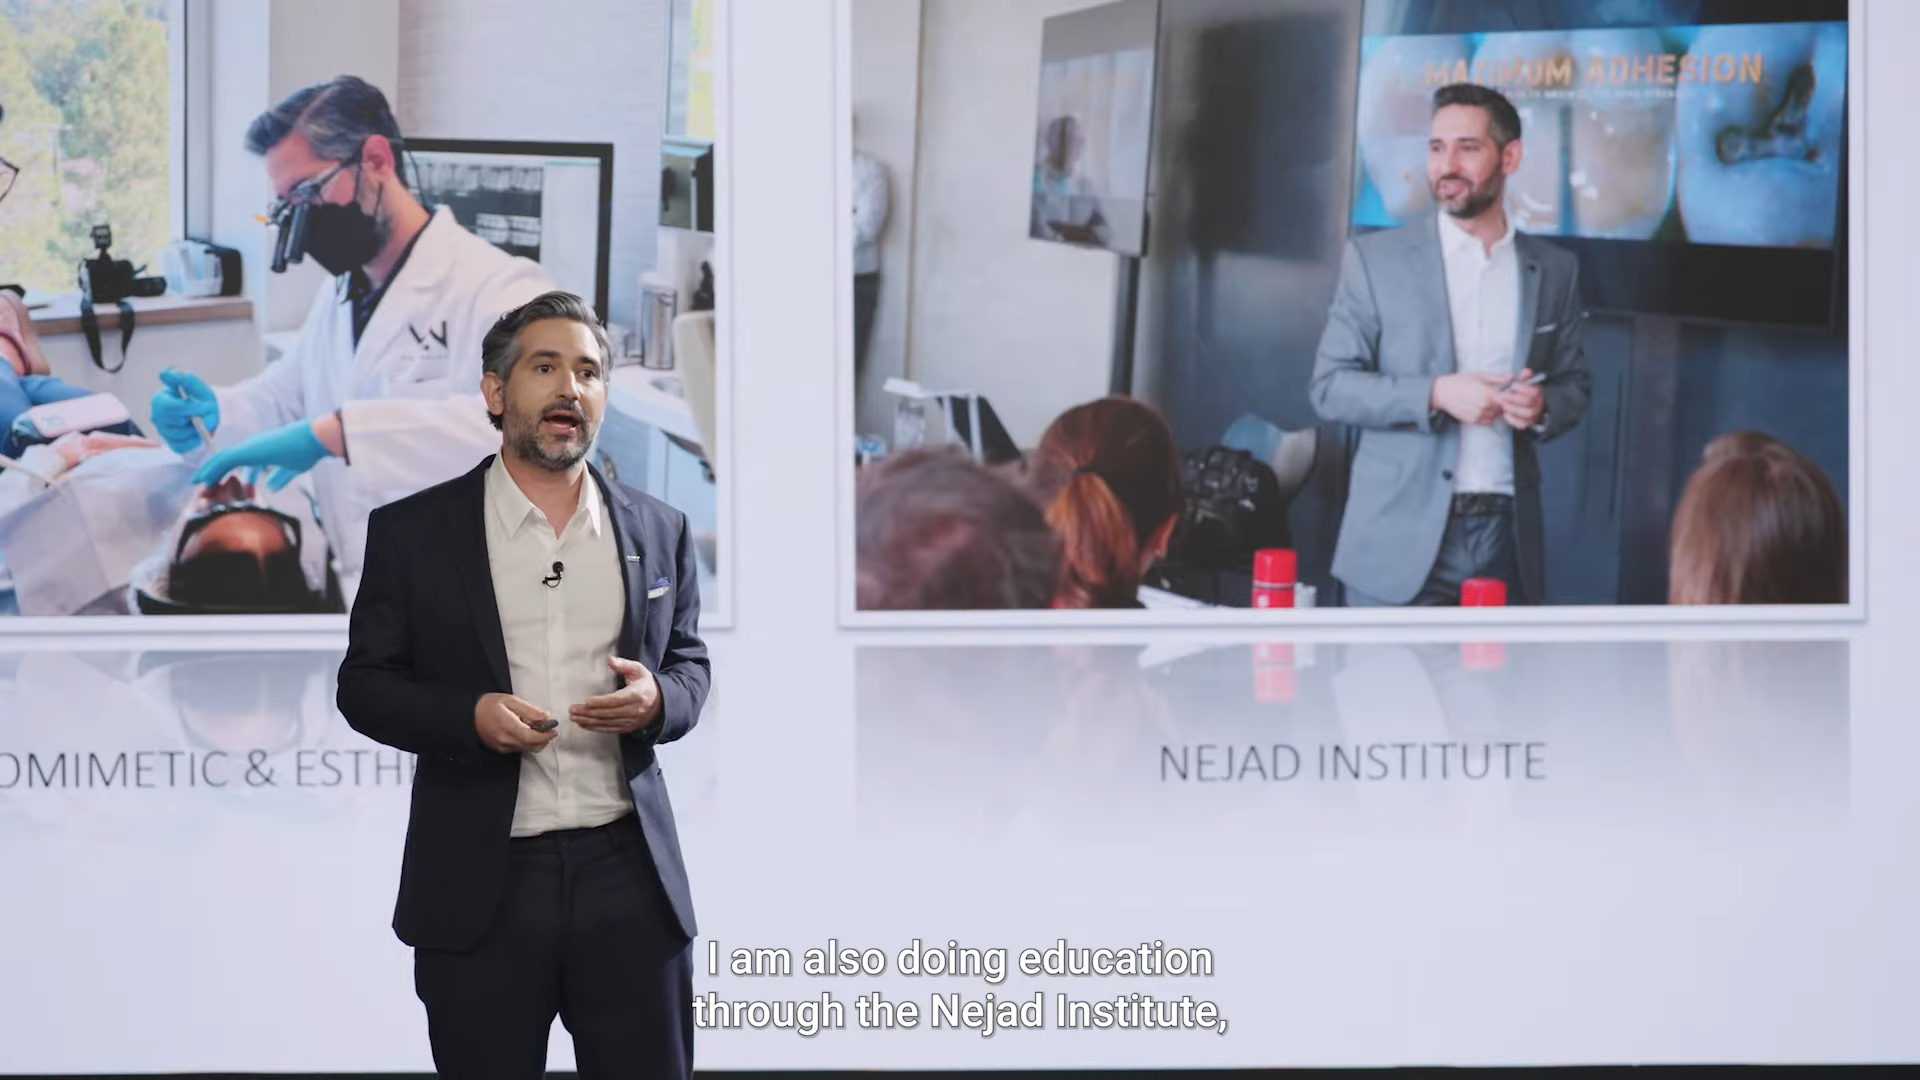 MAXIMUM ADHESION
OMIMETIC & ESTH
NEJAD INSTITUTE
I am also doing education
through the Nejad Institute,